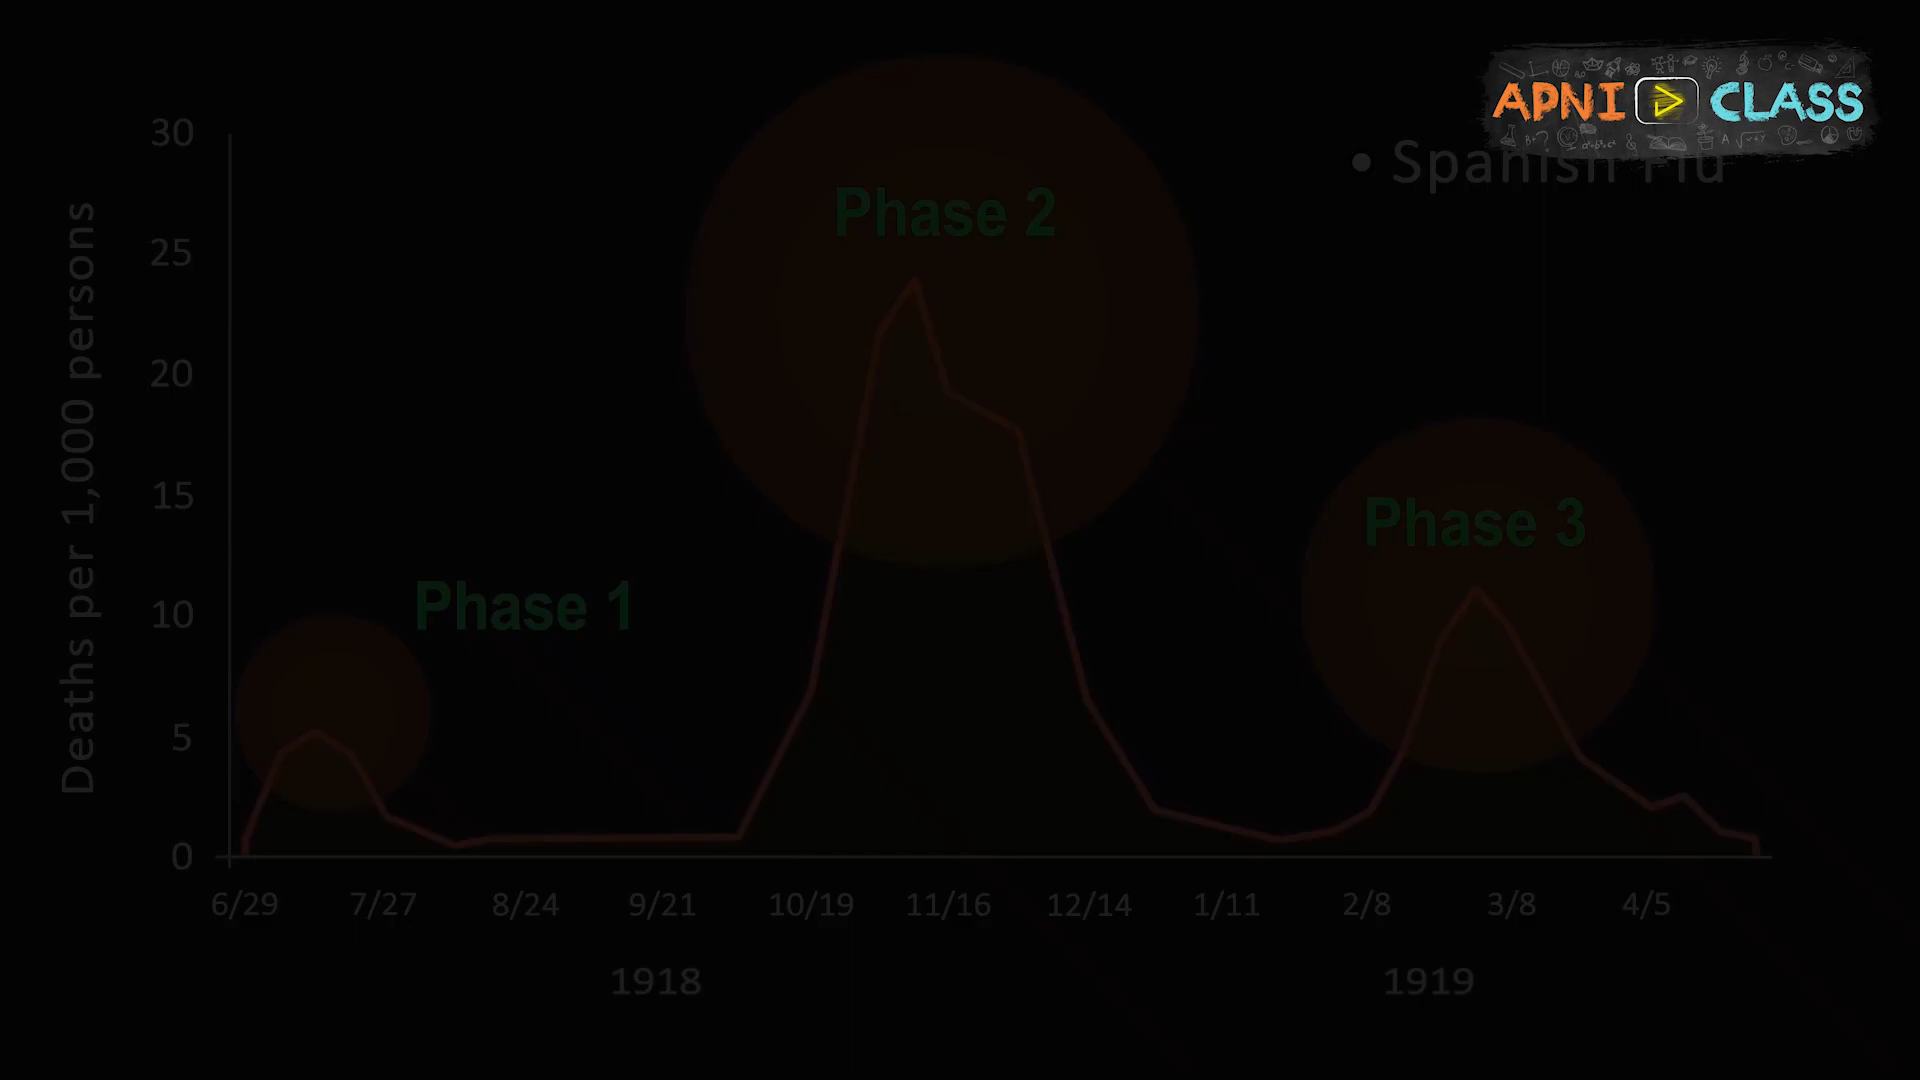 APNI CLASS
Spanish Flu
30
25
20
15
10
5
0
Deaths per 1,000 persons
Phase 1
Phase 2
Phase 3
6/29 7/27 8/24 9/21 10/19 11/16 12/14 1/11 2/8 3/8 4/5
1918 1919